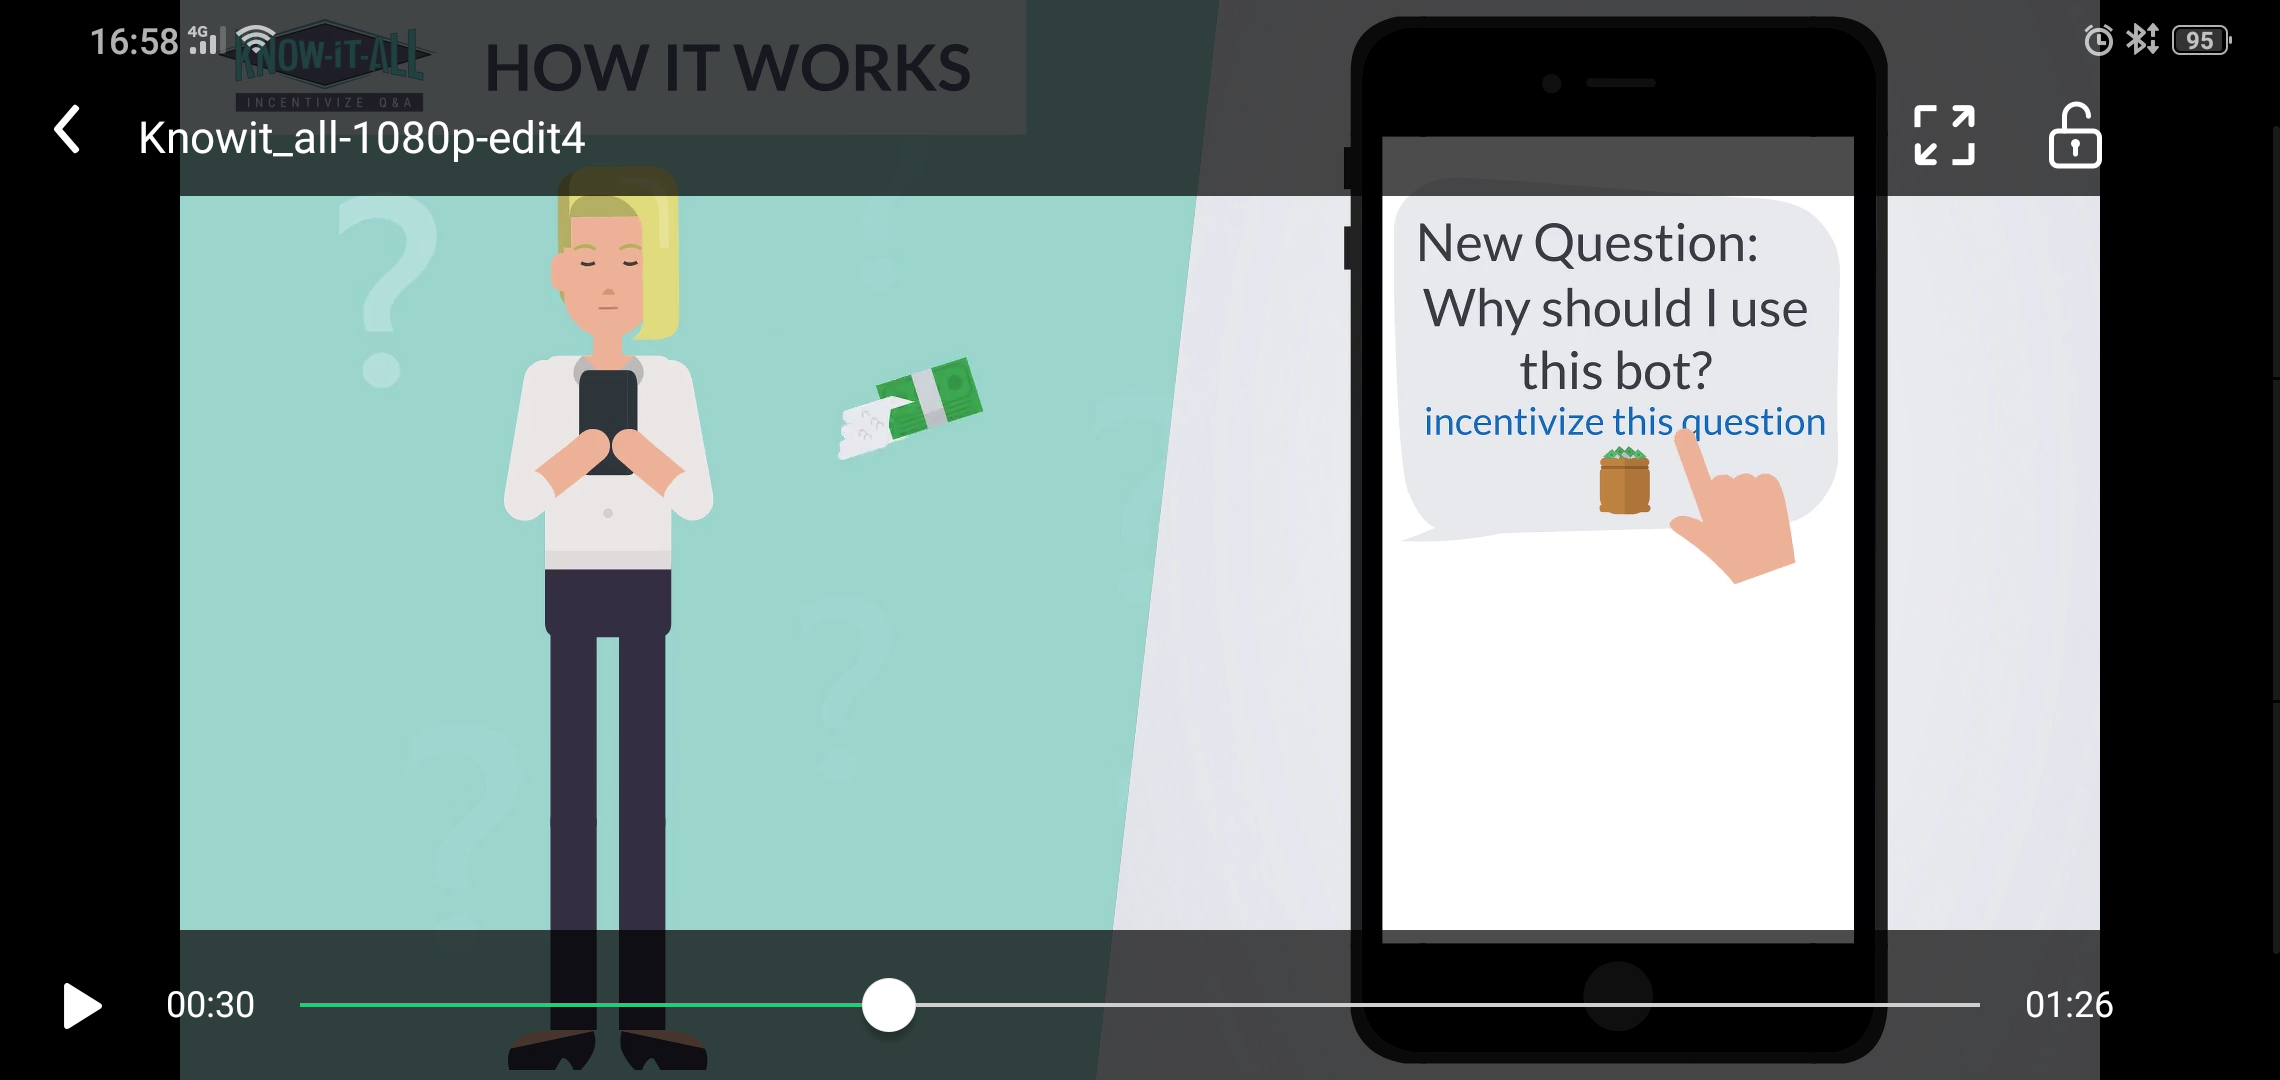 16:58 4G
95
KNOW-iT-ALL
INCENTIVIZE Q&A
HOW IT WORKS
Knowit_all-1080p-edit4
New Question:
Why should I use
this bot?
incentivize this question
00:30
01:26